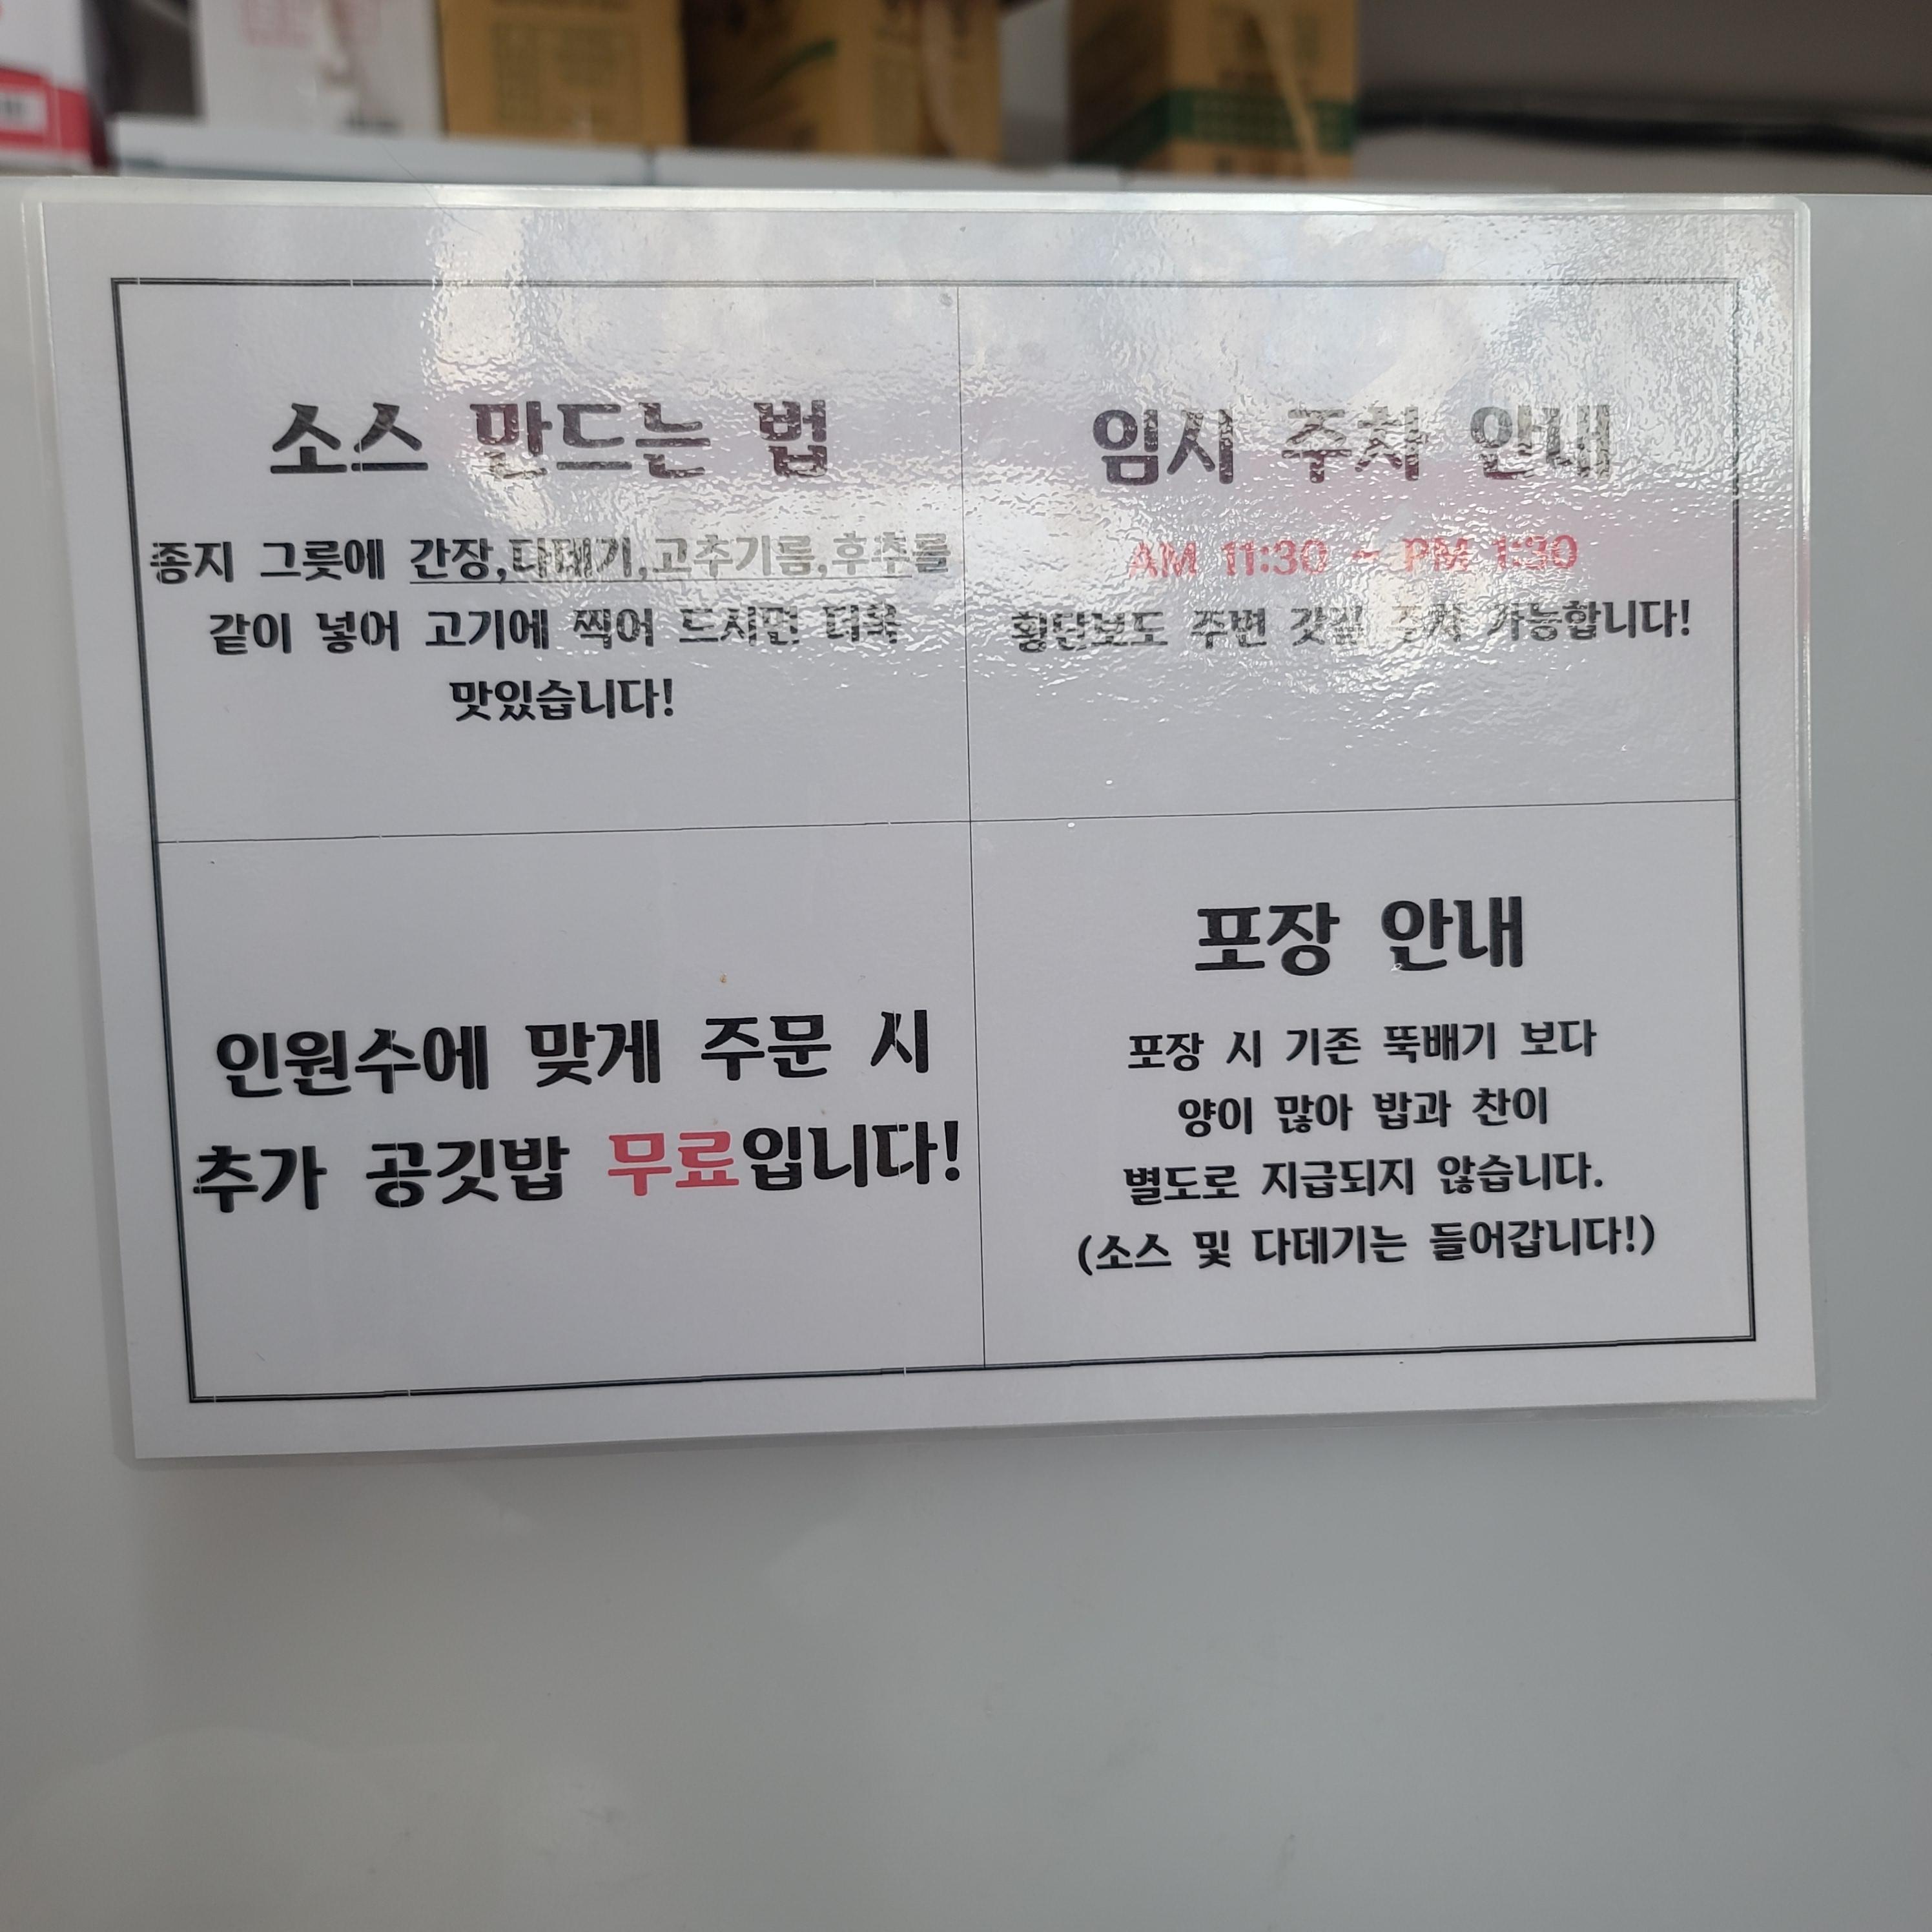 소스 만드는 법
종지 그릇에 간장,다데기,고추기름,후추를
같이 넣어 고기에 찍어 드시면 더욱
맛있습니다!
임시 주차 안내
AM 11:30 ~ PM 1:30
횡단보도 주변 갓길 주차 가능합니다!
인원수에 맞게 주문 시
추가 공깃밥 무료입니다!
포장 안내
포장 시 기존 뚝배기 보다
양이 많아 밥과 찬이
별도로 지급되지 않습니다.
(소스 및 다데기는 들어갑니다!)